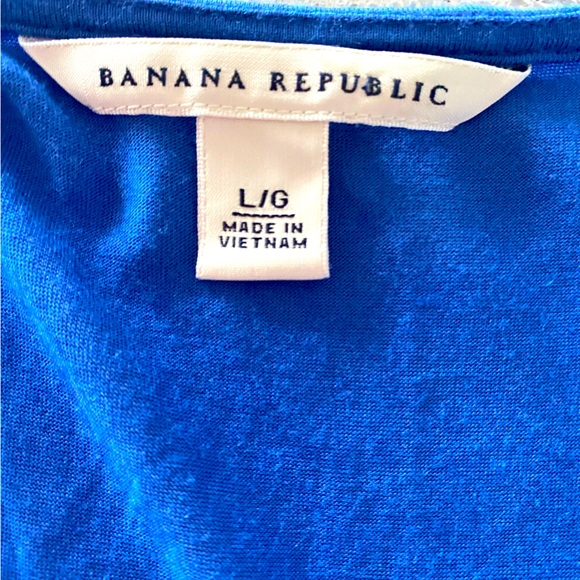 BANANA REPUBLIC
L/G
MADE IN
VIETNAM